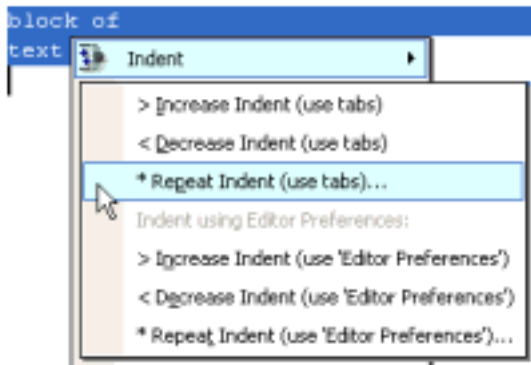 block of
text
Indent
> Increase Indent (use tabs)
< Decrease Indent (use tabs)
* Repeat Indent (use tabs)...
Indent using Editor Preferences:
> Increase Indent (use 'Editor Preferences')
< Decrease Indent (use 'Editor Preferences')
* Repeat Indent (use 'Editor Preferences')...